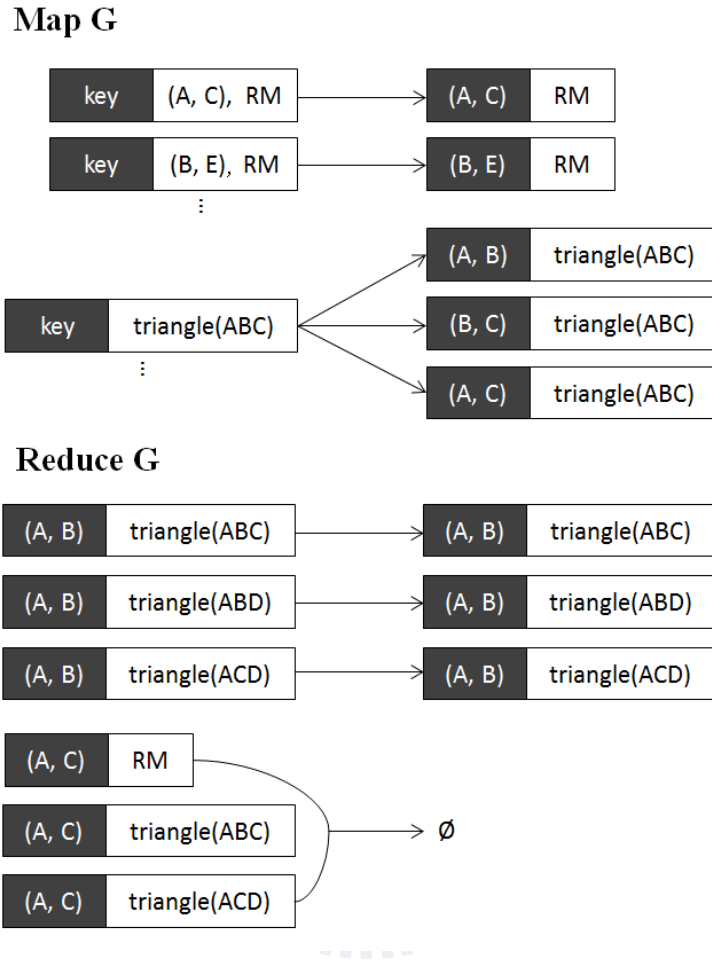 Map G
key (A, C), RM (A, C) RM
key (B, E), RM (B, E) RM
⋮
(A, B) triangle(ABC)
key triangle(ABC) (B, C) triangle(ABC)
⋮
(A, C) triangle(ABC)
Reduce G
(A, B) triangle(ABC) (A, B) triangle(ABC)
(A, B) triangle(ABD) (A, B) triangle(ABD)
(A, B) triangle(ACD) (A, B) triangle(ACD)
(A, C) RM
(A, C) triangle(ABC) Ø
(A, C) triangle(ACD)